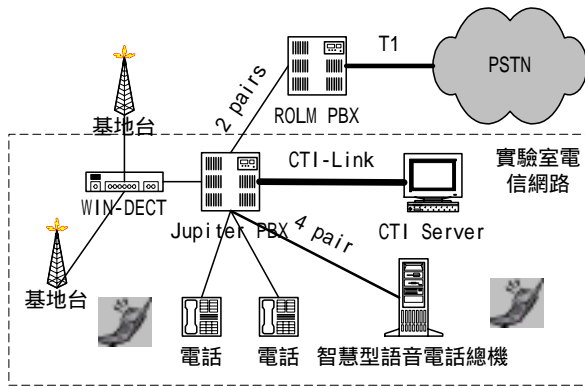 T1
PSTN
2 pairs
ROLM PBX
基地台
CTI-Link
實驗室電
信網路
WIN-DECT
Jupiter PBX
4 pair
CTI Server
基地台
電話
電話
智慧型語音電話總機